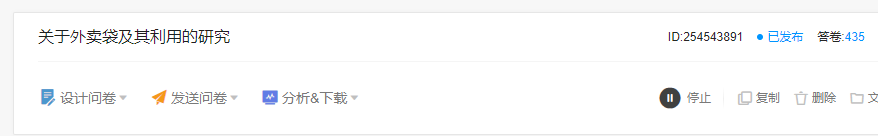 关于外卖袋及其利用的研究 ID:254543891 已发布 答卷:435
设计问卷 发送问卷 分析&下载 停止 复制 删除